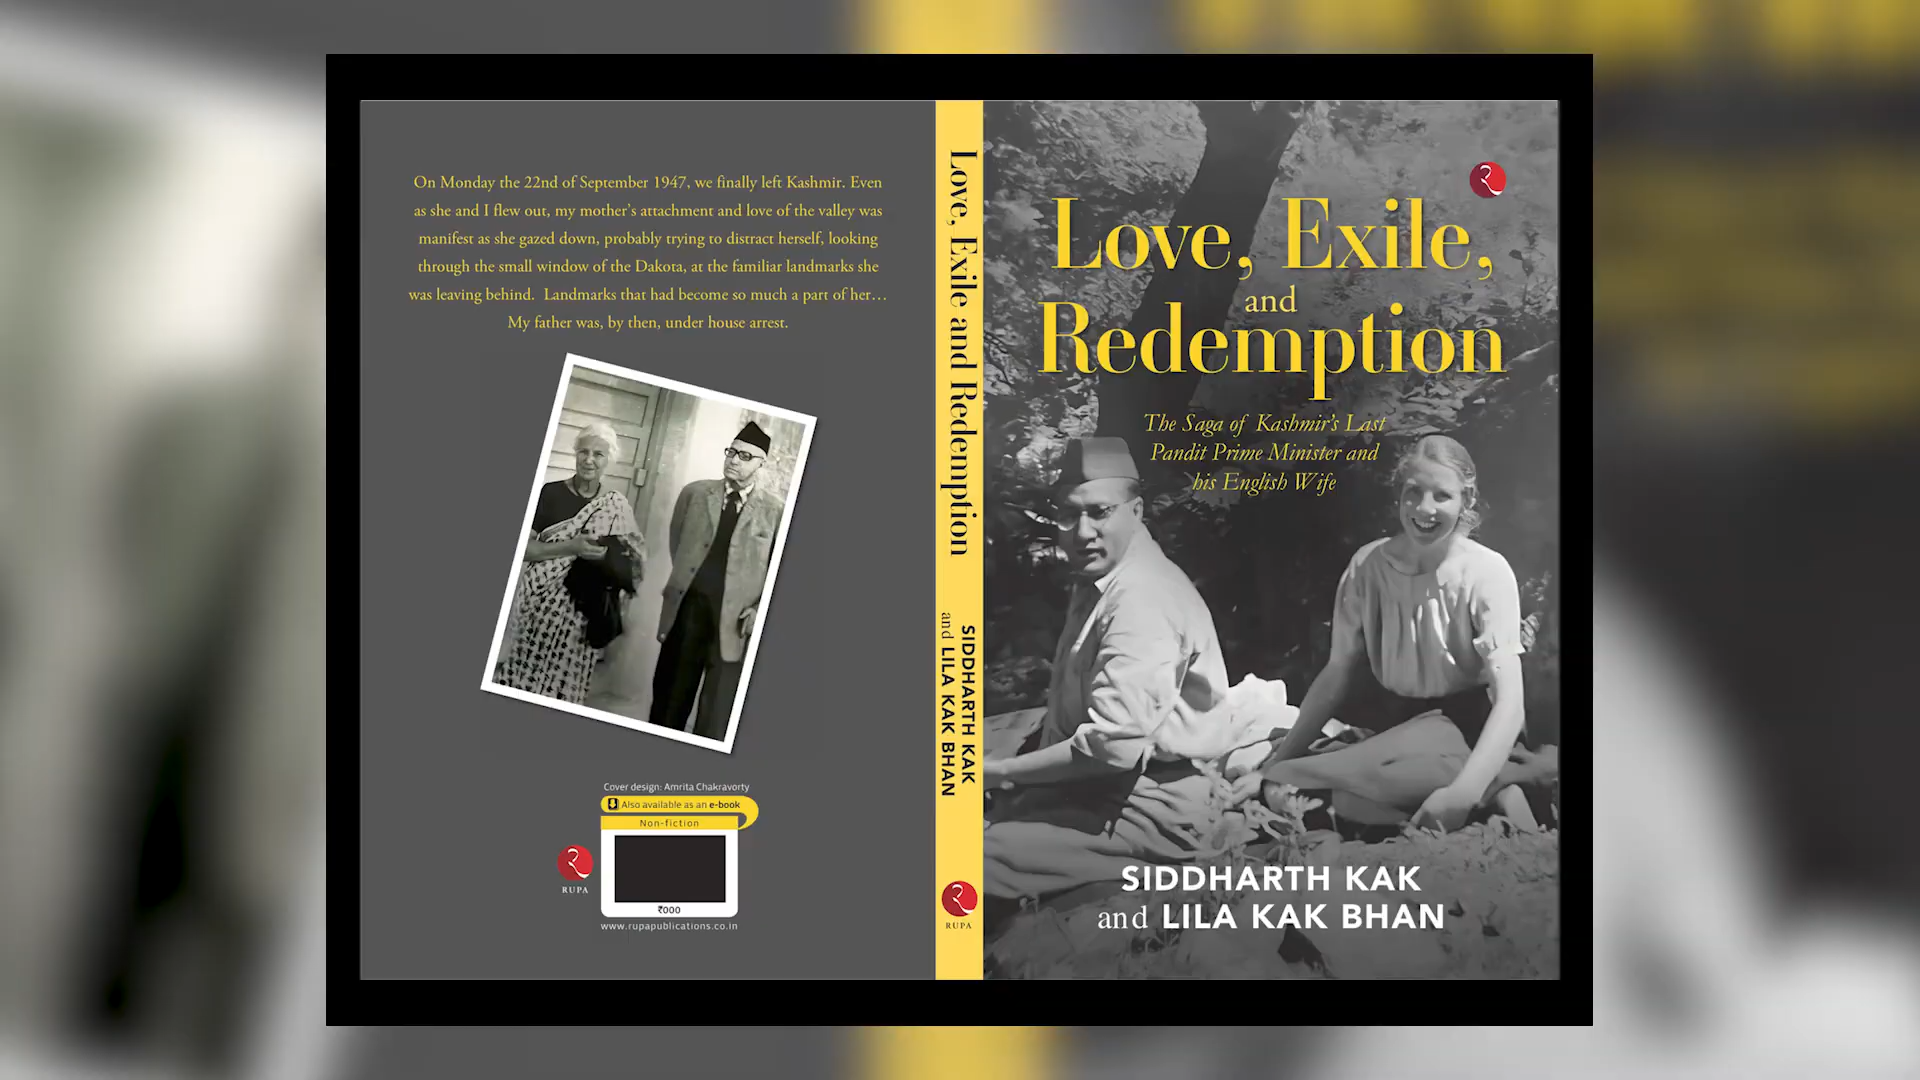 On Monday the 22nd of September 1947, we finally left Kashmir. Even
as she and I flew out, my mother's attachment and love of the valley was
manifest as she gazed down, probably trying to distract herself, looking
through the small window of the Dakota, at the familiar landmarks she
was leaving behind. Landmarks that had become so much a part of her…
My father was, by then, under house arrest.
Cover design: Amrita Chakravorty
Also available as an e-book
Non-fiction
RUPA
₹000
www.rupapublications.co.in
Love, Exile and Redemption
SIDDHARTH KAK
and LILA KAK BHAN
RUPA
Love, Exile,
and
Redemption
The Saga of Kashmir's Last
Pandit Prime Minister and
his English Wife
SIDDHARTH KAK
and LILA KAK BHAN